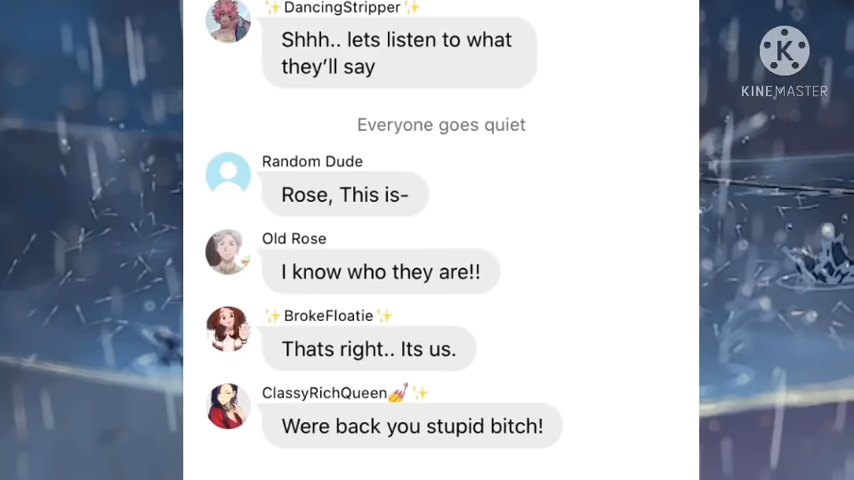 ✨DancingStripper✨
Shhh.. lets listen to what
they’ll say
KINEMASTER
Everyone goes quiet
Random Dude
Rose, This is-
Old Rose
I know who they are!!
✨BrokeFloatie✨
Thats right.. Its us.
ClassyRichQueen💅✨
Were back you stupid bitch!